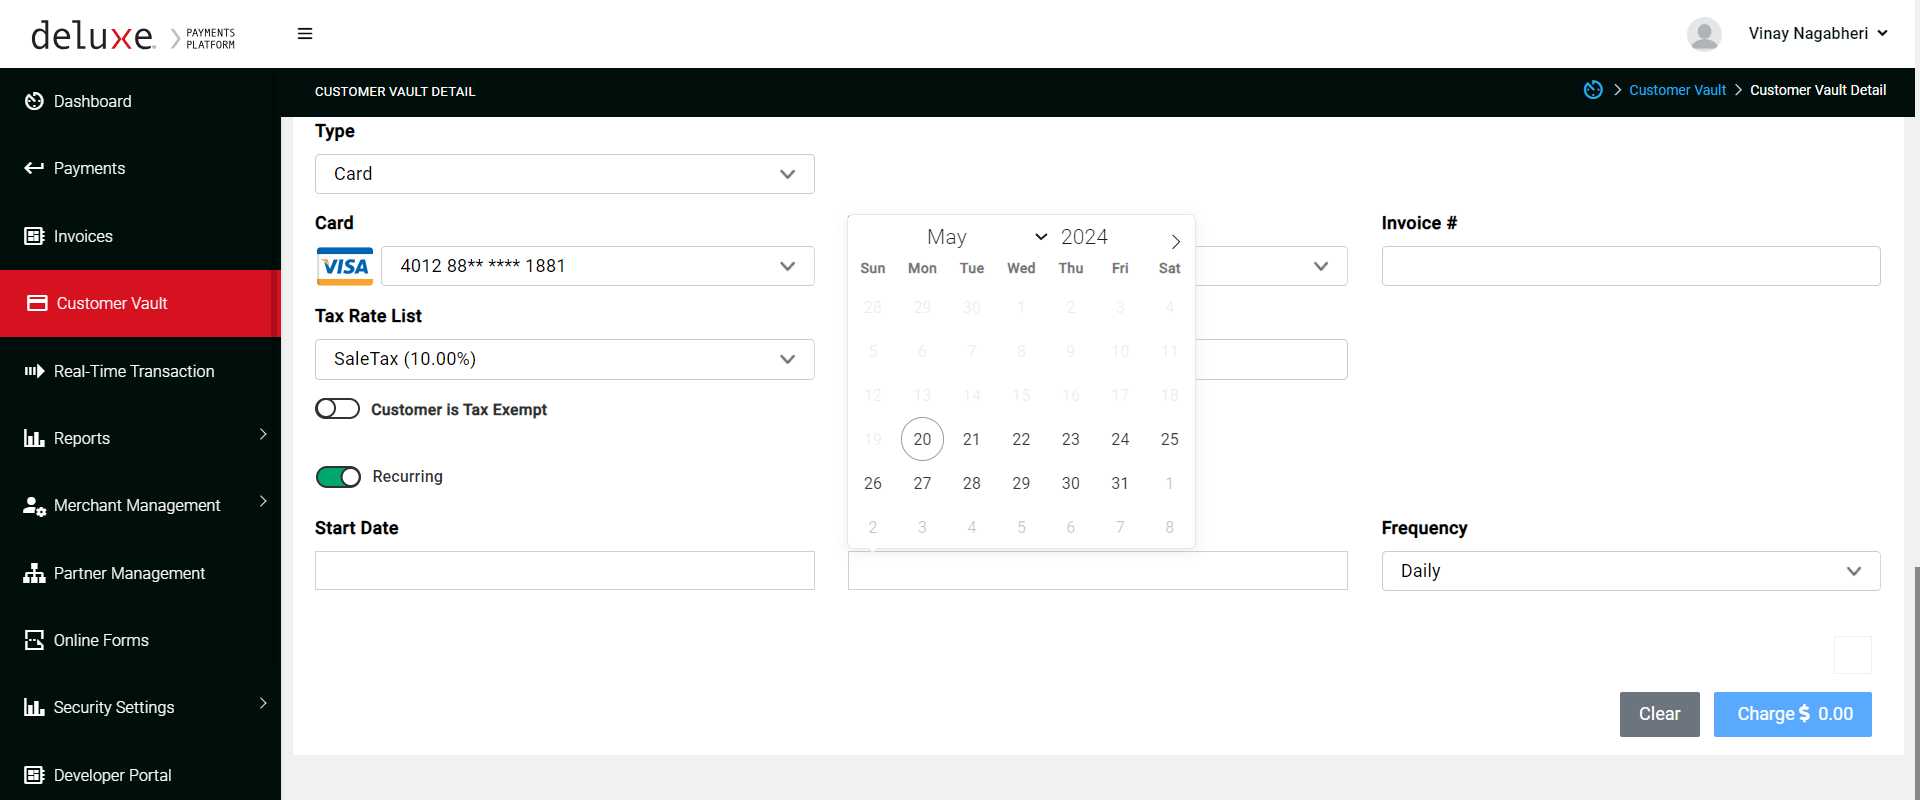 deluxe. PAYMENTS PLATFORM
Vinay Nagabheri
CUSTOMER VAULT DETAIL
Customer Vault
Customer Vault Detail
Dashboard
Payments
Invoices
Customer Vault
Real-Time Transaction
Reports
Merchant Management
Partner Management
Online Forms
Security Settings
Developer Portal
Type
Card
Card
VISA
4012 88** **** 1881
Invoice #
Tax Rate List
SaleTax (10.00%)
Customer is Tax Exempt
Recurring
May 2024
Sun Mon Tue Wed Thu Fri Sat
28 29 30 1 2 3 4
5 6 7 8 9 10 11
12 13 14 15 16 17 18
19 20 21 22 23 24 25
26 27 28 29 30 31 1
2 3 4 5 6 7 8
Start Date
Frequency
Daily
Clear
Charge $ 0.00